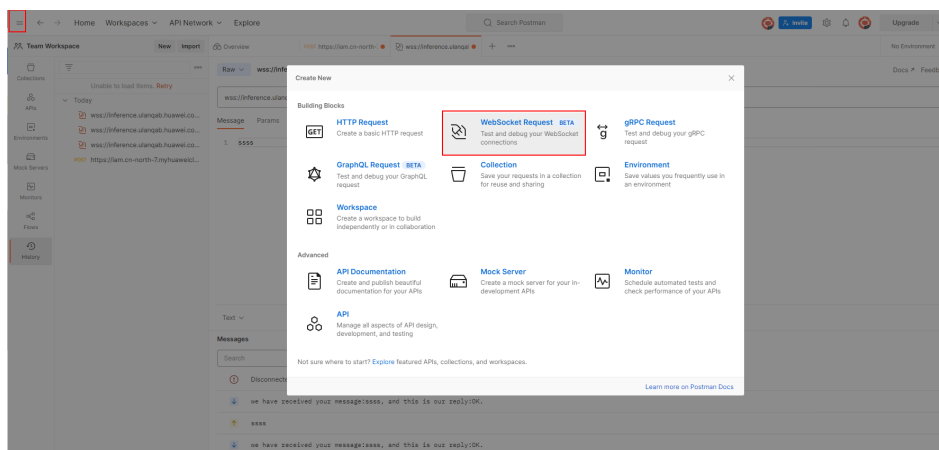 Home Workspaces API Network Explore
Search Postman
Invite
Upgrade
Team Workspace
New Import
Overview
POST https://iam.cn-north-
wss://inference.ulanqal
No Environment
Collections
APIs
Environments
Mock Servers
Monitors
Flows
History
Unable to load items. Retry
Today
wss://inference.ulanqab.huawei.co...
wss://inference.ulanqab.huawei.co...
wss://inference.ulanqab.huawei.co...
POST https://iam.cn-north-7.myhuaweicl...
Raw wss://infe
Docs
Feedb
wss://inference.ulanq
Message Params
1 ssss
Create New
Building Blocks
GET
HTTP Request
Create a basic HTTP request
WebSocket Request BETA
Test and debug your WebSocket
connections
gRPC Request
Test and debug your gRPC
request
GraphQL Request BETA
Test and debug your GraphQL
request
Collection
Save your requests in a collection
for reuse and sharing
Environment
Save values you frequently use in
an environment
Workspace
Create a workspace to build
independently or in collaboration
Advanced
API Documentation
Create and publish beautiful
documentation for your APIs
Mock Server
Create a mock server for your in-
development APIs
Monitor
Schedule automated tests and
check performance of your APIs
API
Manage all aspects of API design,
development, and testing
Not sure where to start? Explore featured APIs, collections, and workspaces.
Learn more on Postman Docs
Text
Messages
Search
Disconnecte
we have received your message:ssss, and this is our reply:OK.
ssss
we have received your message:ssss, and this is our reply:OK.